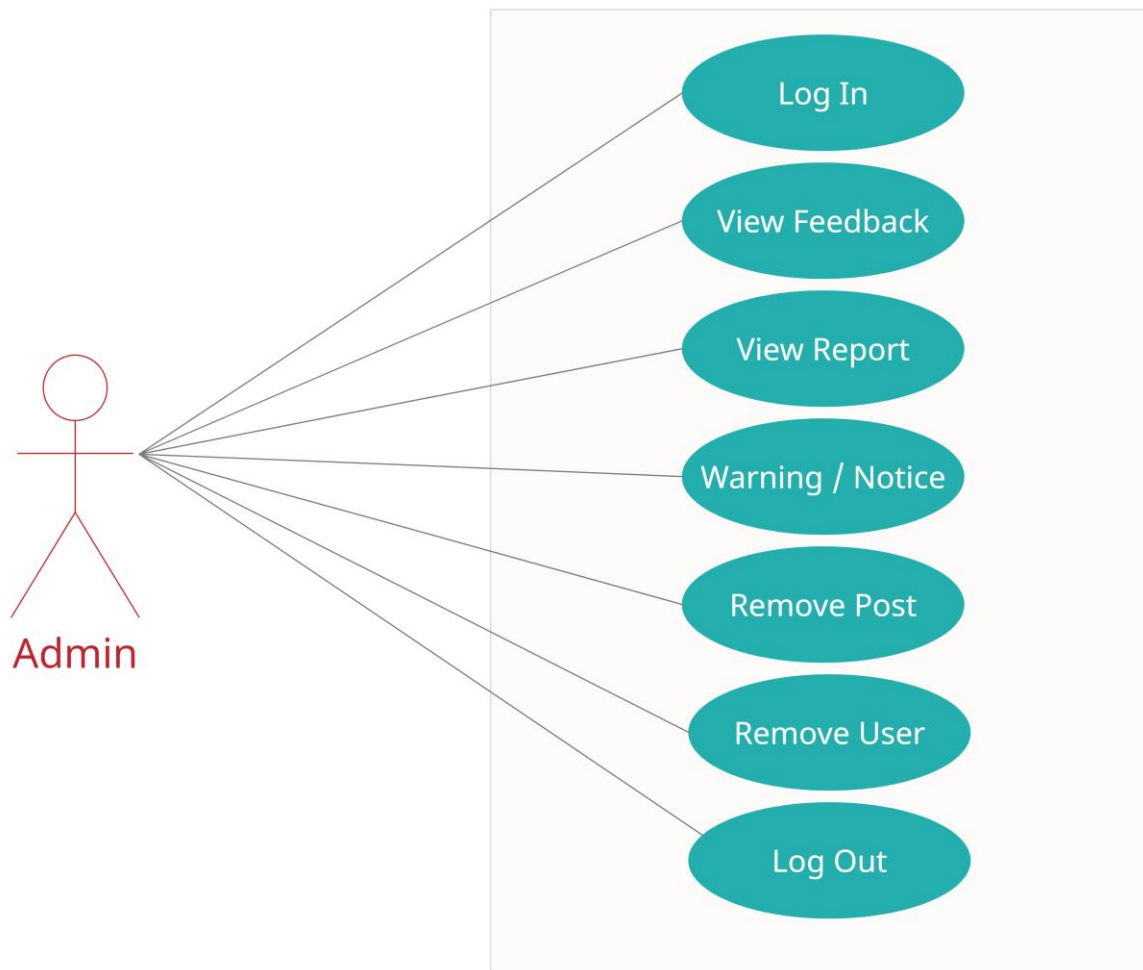 Log In
View Feedback
View Report
Warning / Notice
Remove Post
Admin
Remove User
Log Out